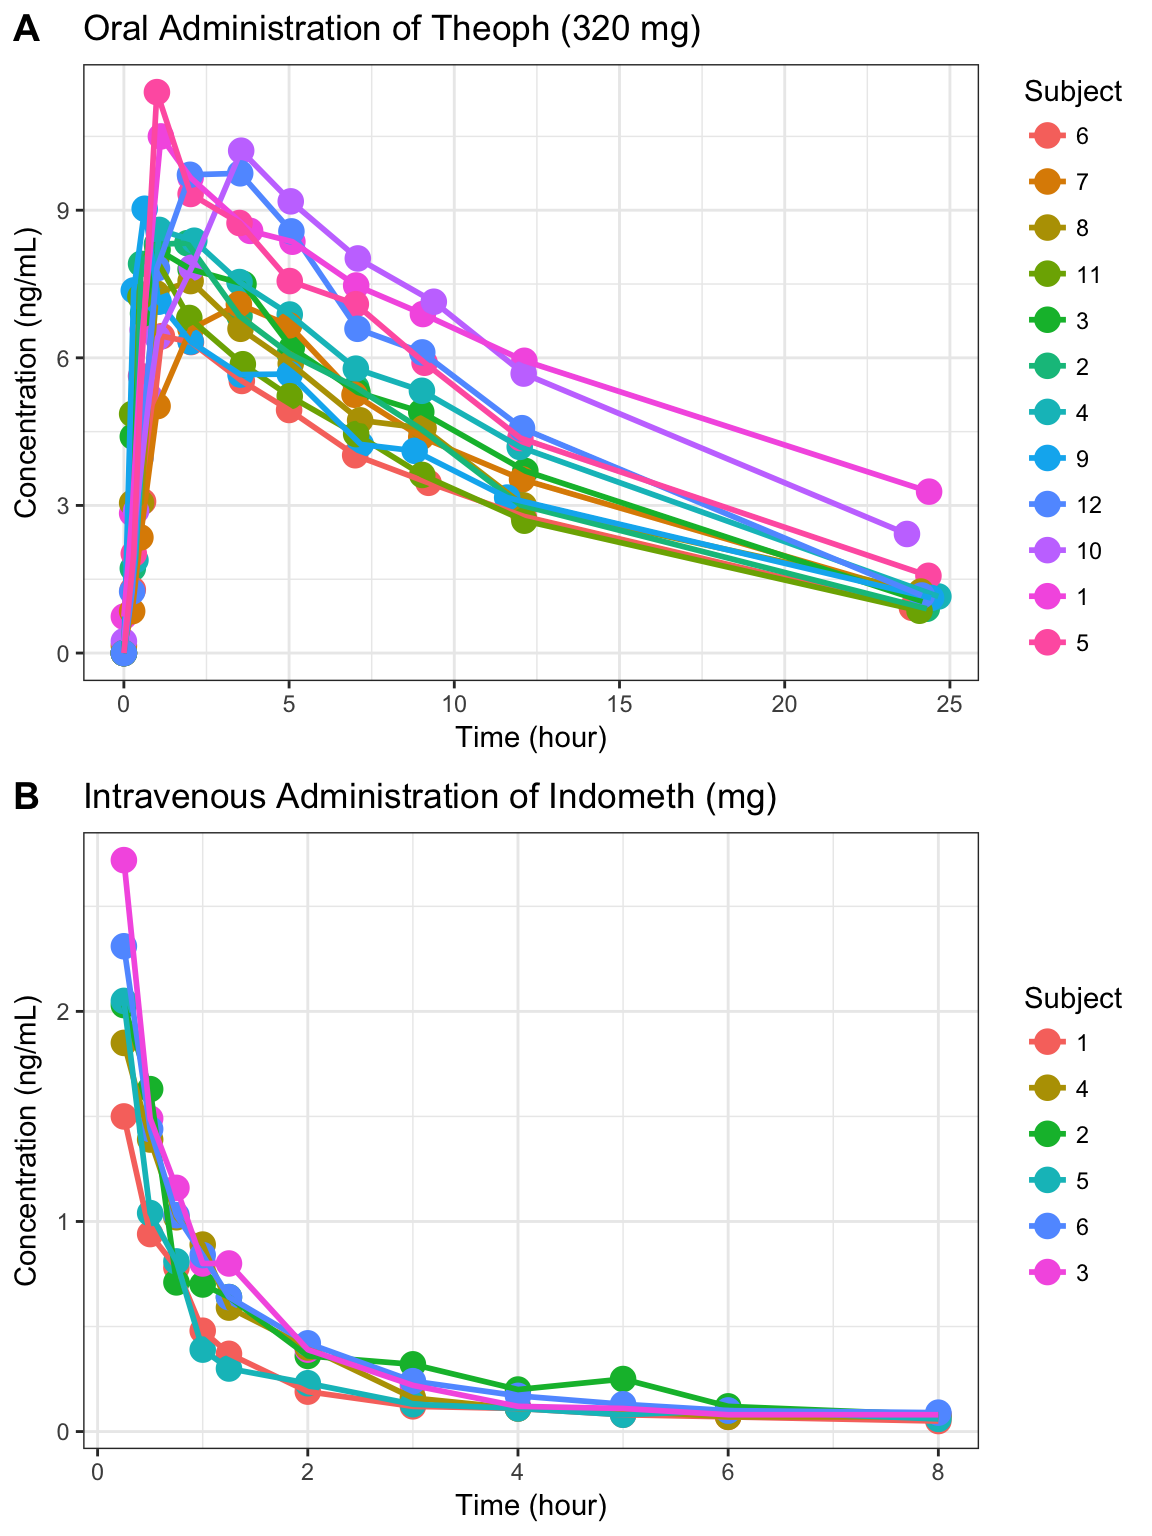 A Oral Administration of Theoph (320 mg)
Concentration (ng/mL)
9
6
3
0
0 5 10 15 20 25
Time (hour)
Subject
6
7
8
11
3
2
4
9
12
10
1
5
B Intravenous Administration of Indometh (mg)
Concentration (ng/mL)
2
1
0
0 2 4 6 8
Time (hour)
Subject
1
4
2
5
6
3